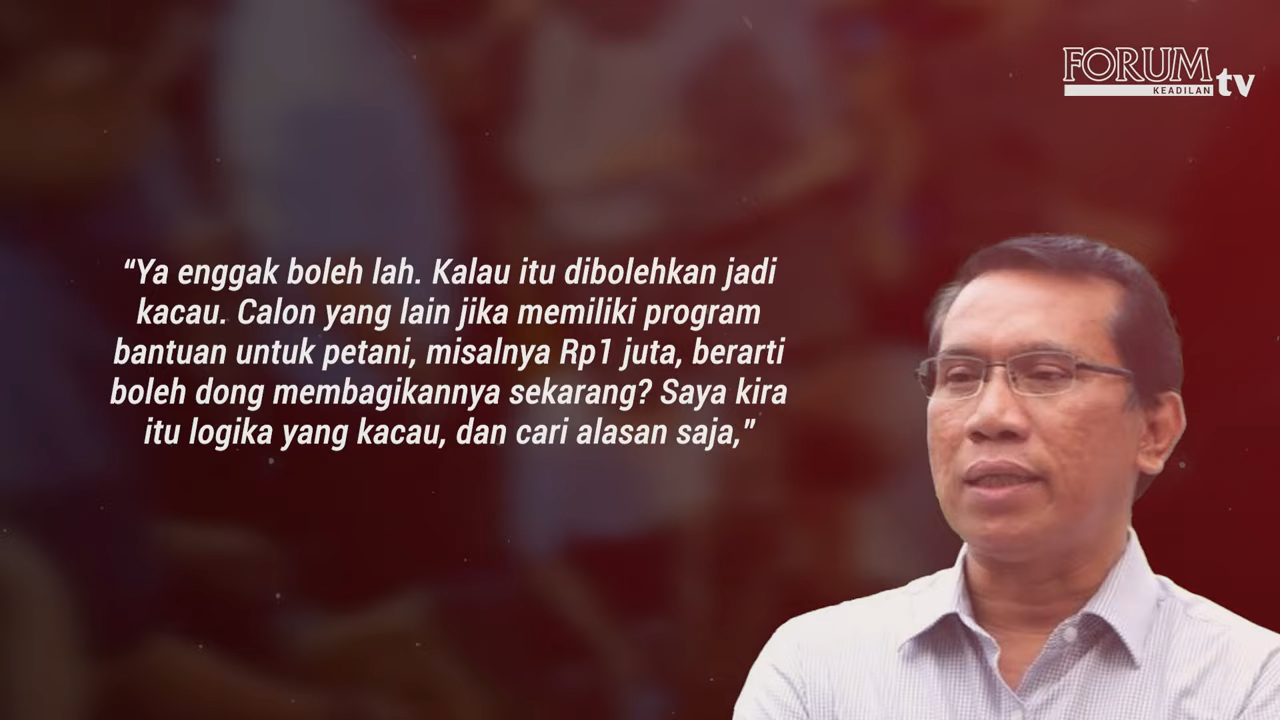 FORUM
KEADILAN tv
“Ya enggak boleh lah. Kalau itu dibolehkan jadi
kacau. Calon yang lain jika memiliki program
bantuan untuk petani, misalnya Rp1 juta, berarti
boleh dong membagikannya sekarang? Saya kira
itu logika yang kacau, dan cari alasan saja,”